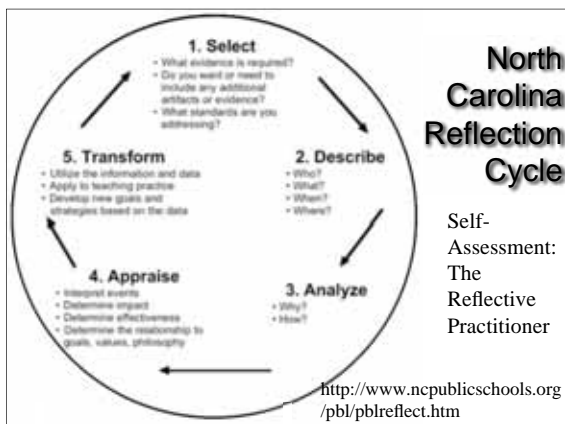 North
Carolina
Reflection
Cycle
Self-
Assessment:
The
Reflective
Practitioner
1. Select
• What evidence is required?
• Do you want or need to
include any additional
artifacts or evidence?
• What standards are you
addressing?
2. Describe
• Who?
• What?
• When?
• Where?
3. Analyze
• Why?
• How?
4. Appraise
• Interpret events
• Determine impact
• Determine effectiveness
• Determine the relationship to
goals, values, philosophy
5. Transform
• Utilize the information and data
• Apply to teaching practice
• Develop new goals and
strategies based on the data
http://www.ncpublicschools.org
/pbl/pblreflect.htm